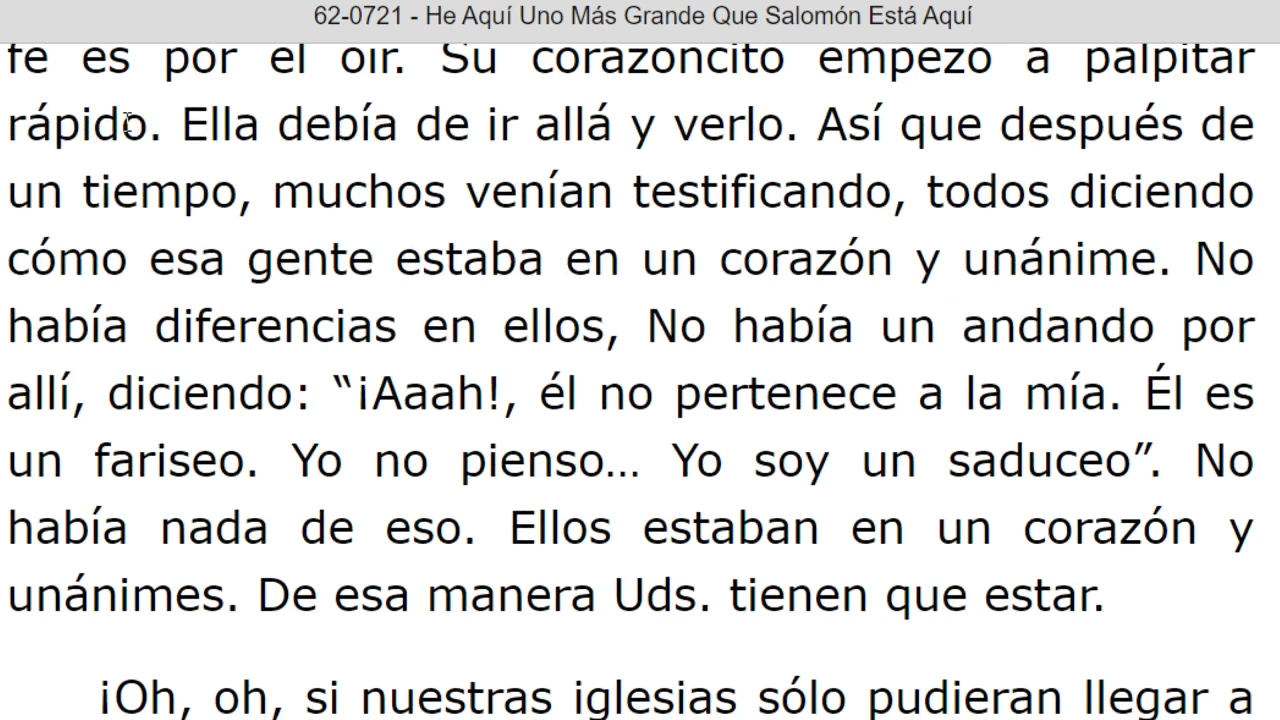 62-0721 - He Aquí Uno Más Grande Que Salomón Está Aquí
fe es por el oír. Su corazoncito empezó a palpitar
rápido. Ella debía de ir allá y verlo. Así que después de
un tiempo, muchos venían testificando, todos diciendo
cómo esa gente estaba en un corazón y unánime. No
había diferencias en ellos, No había un andando por
allí, diciendo: “¡Aaah!, él no pertenece a la mía. Él es
un fariseo. Yo no pienso… Yo soy un saduceo”. No
había nada de eso. Ellos estaban en un corazón y
unánimes. De esa manera Uds. tienen que estar.
¡Oh, oh, si nuestras iglesias sólo pudieran llegar a